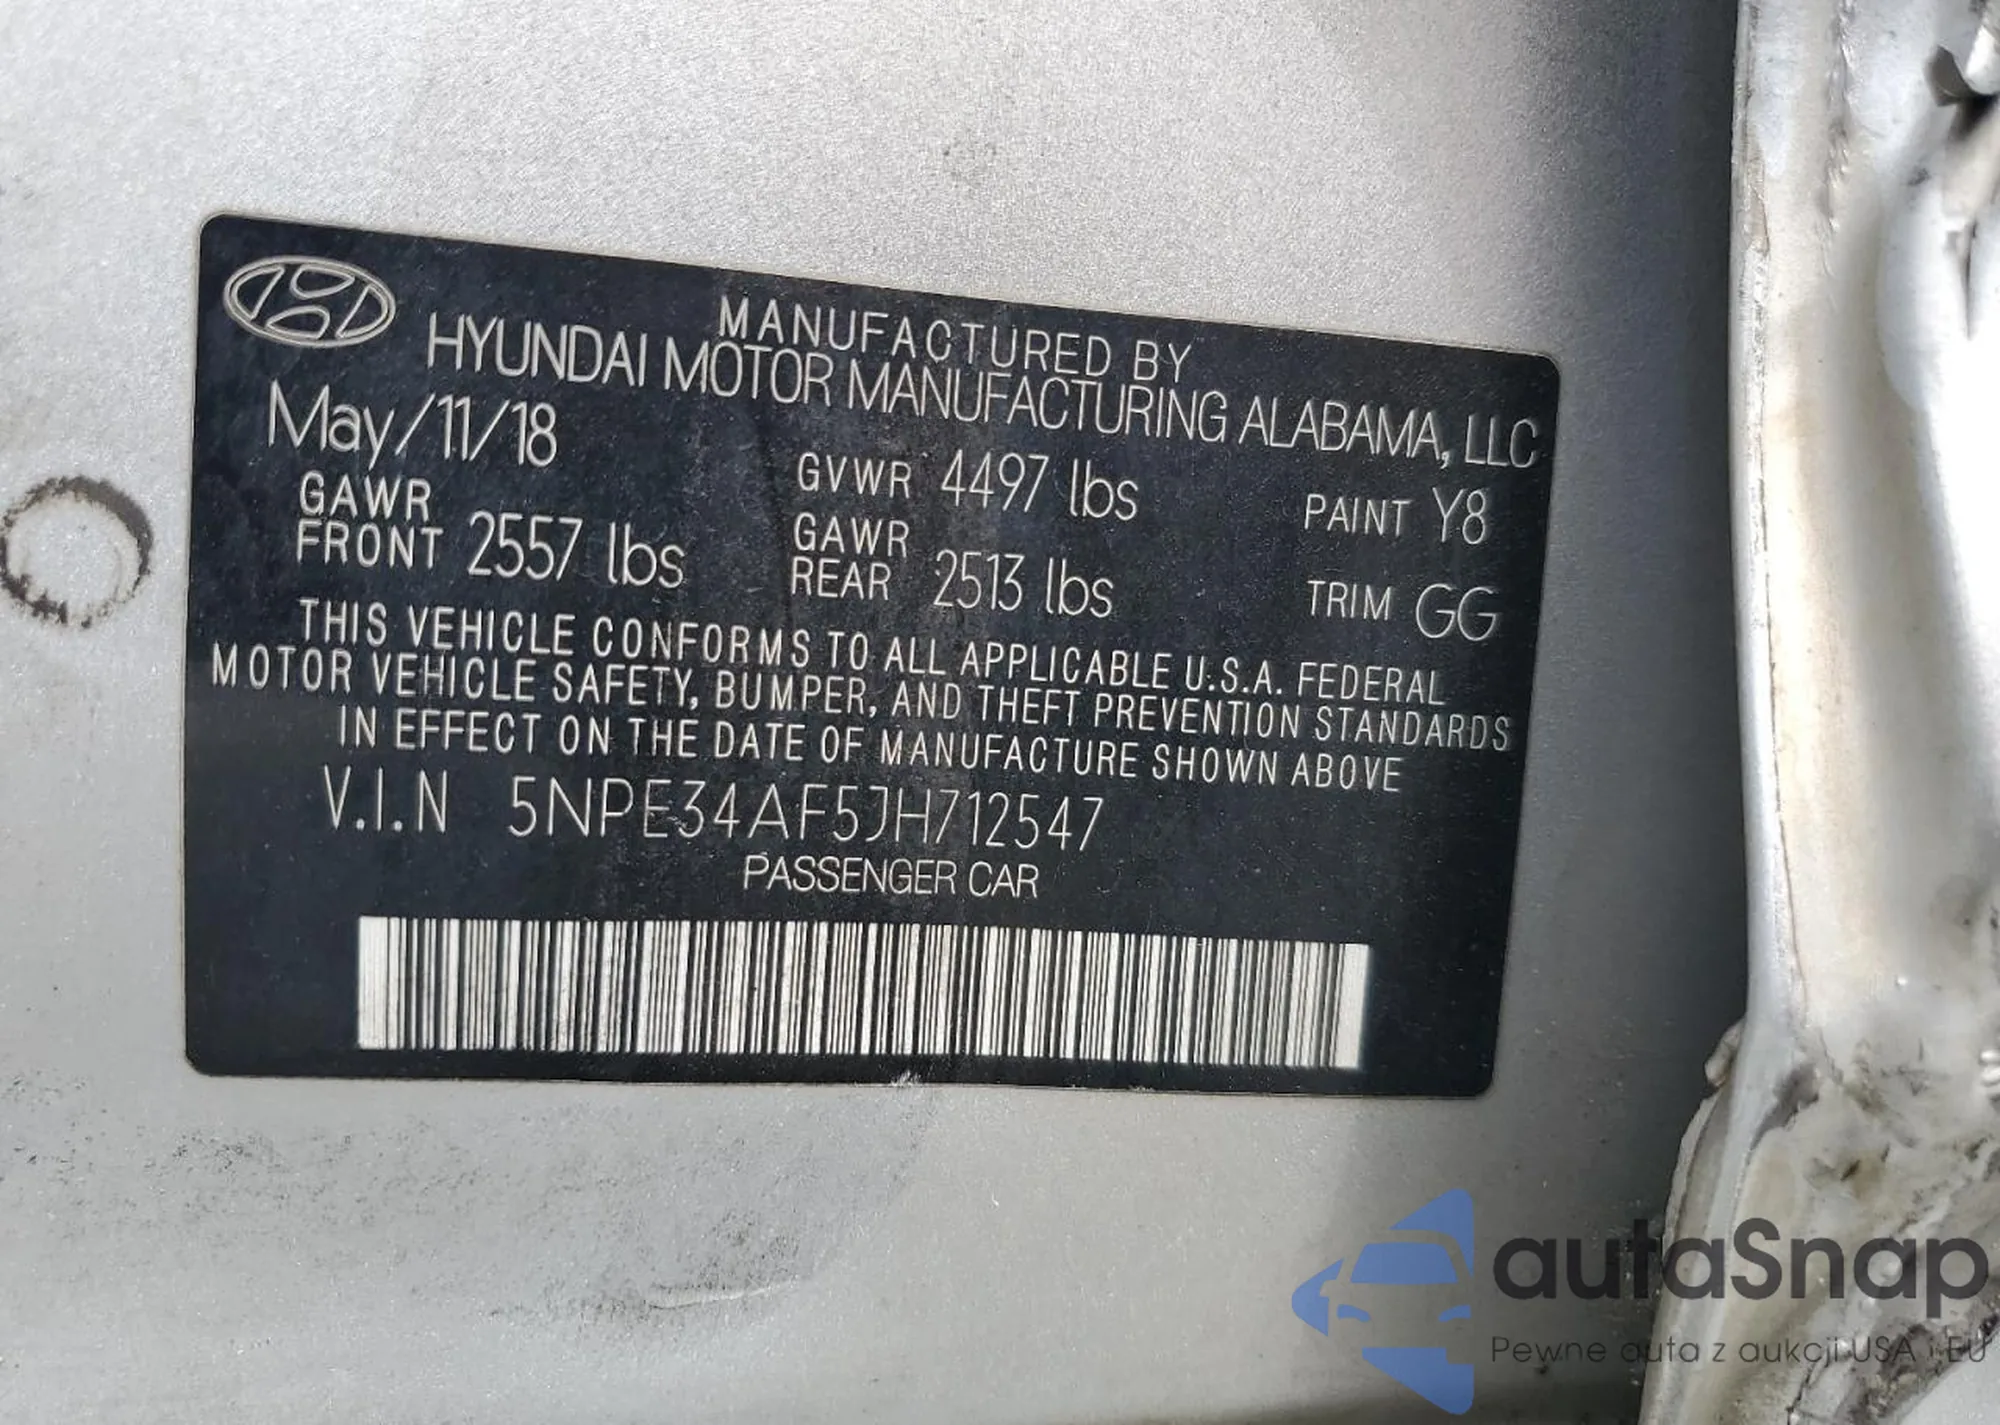 MANUFACTURED BY
HYUNDAI MOTOR MANUFACTURING ALABAMA, LLC
May/11/18
GVWR 4497 lbs
PAINT Y8
GAWR
FRONT 2557 lbs
GAWR
REAR 2513 lbs
TRIM GG
THIS VEHICLE CONFORMS TO ALL APPLICABLE U.S.A. FEDERAL
MOTOR VEHICLE SAFETY, BUMPER, AND THEFT PREVENTION STANDARDS
IN EFFECT ON THE DATE OF MANUFACTURE SHOWN ABOVE
V.I.N 5NPE34AF5JH712547
PASSENGER CAR
autaSnap
Pewne auta z aukcji USA i EU